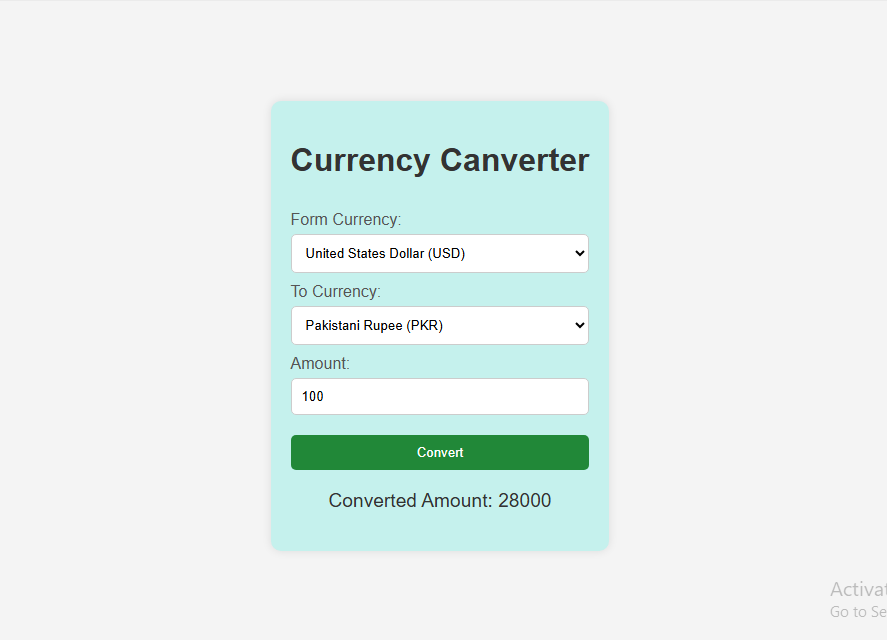 Currency Canverter
Form Currency:
United States Dollar (USD)
To Currency:
Pakistani Rupee (PKR)
Amount:
100
Convert
Converted Amount: 28000
Activat
Go to Se